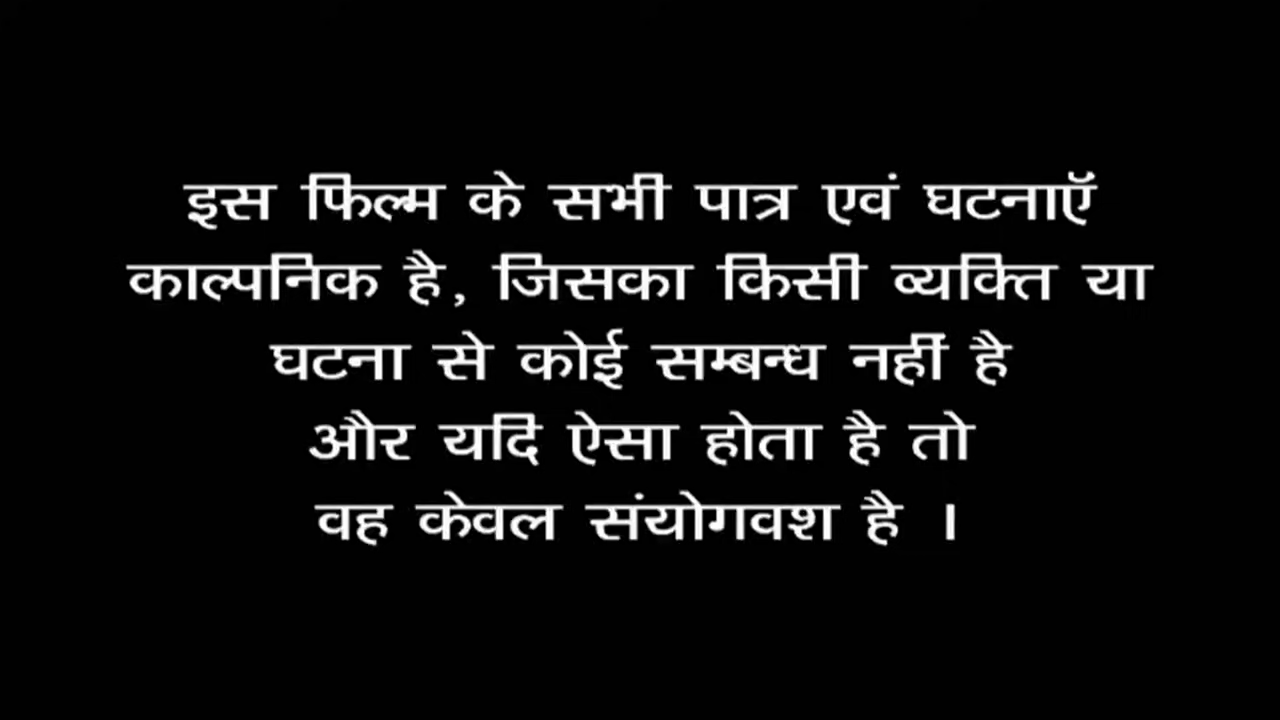 इस फिल्म के सभी पात्र एवं घटनाऍ
काल्पनिक है, जिसका किसी व्यक्ति या
घटना से कोई सम्बन्ध नहीं है
और यदि ऐसा होता है तो
वह केवल संयोगवश है ।